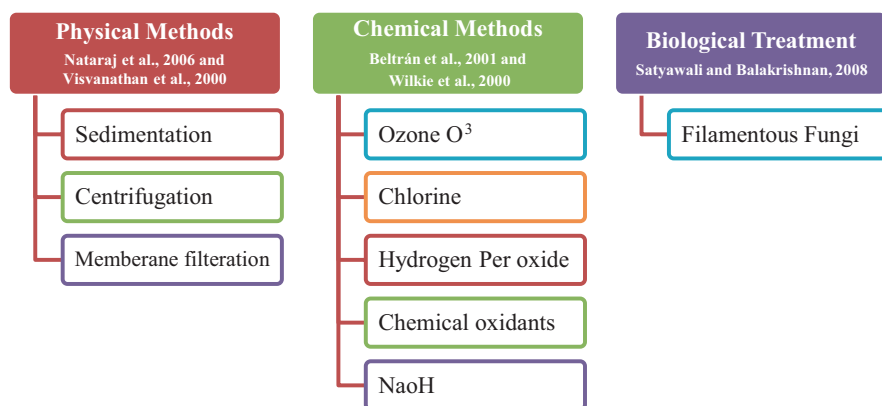 Physical Methods
Nataraj et al., 2006 and
Visvanathan et al., 2000
Sedimentation
Centrifugation
Memberane filteration
Chemical Methods
Beltrán et al., 2001 and
Wilkie et al., 2000
Ozone O³
Chlorine
Hydrogen Per oxide
Chemical oxidants
NaoH
Biological Treatment
Satyawali and Balakrishnan, 2008
Filamentous Fungi